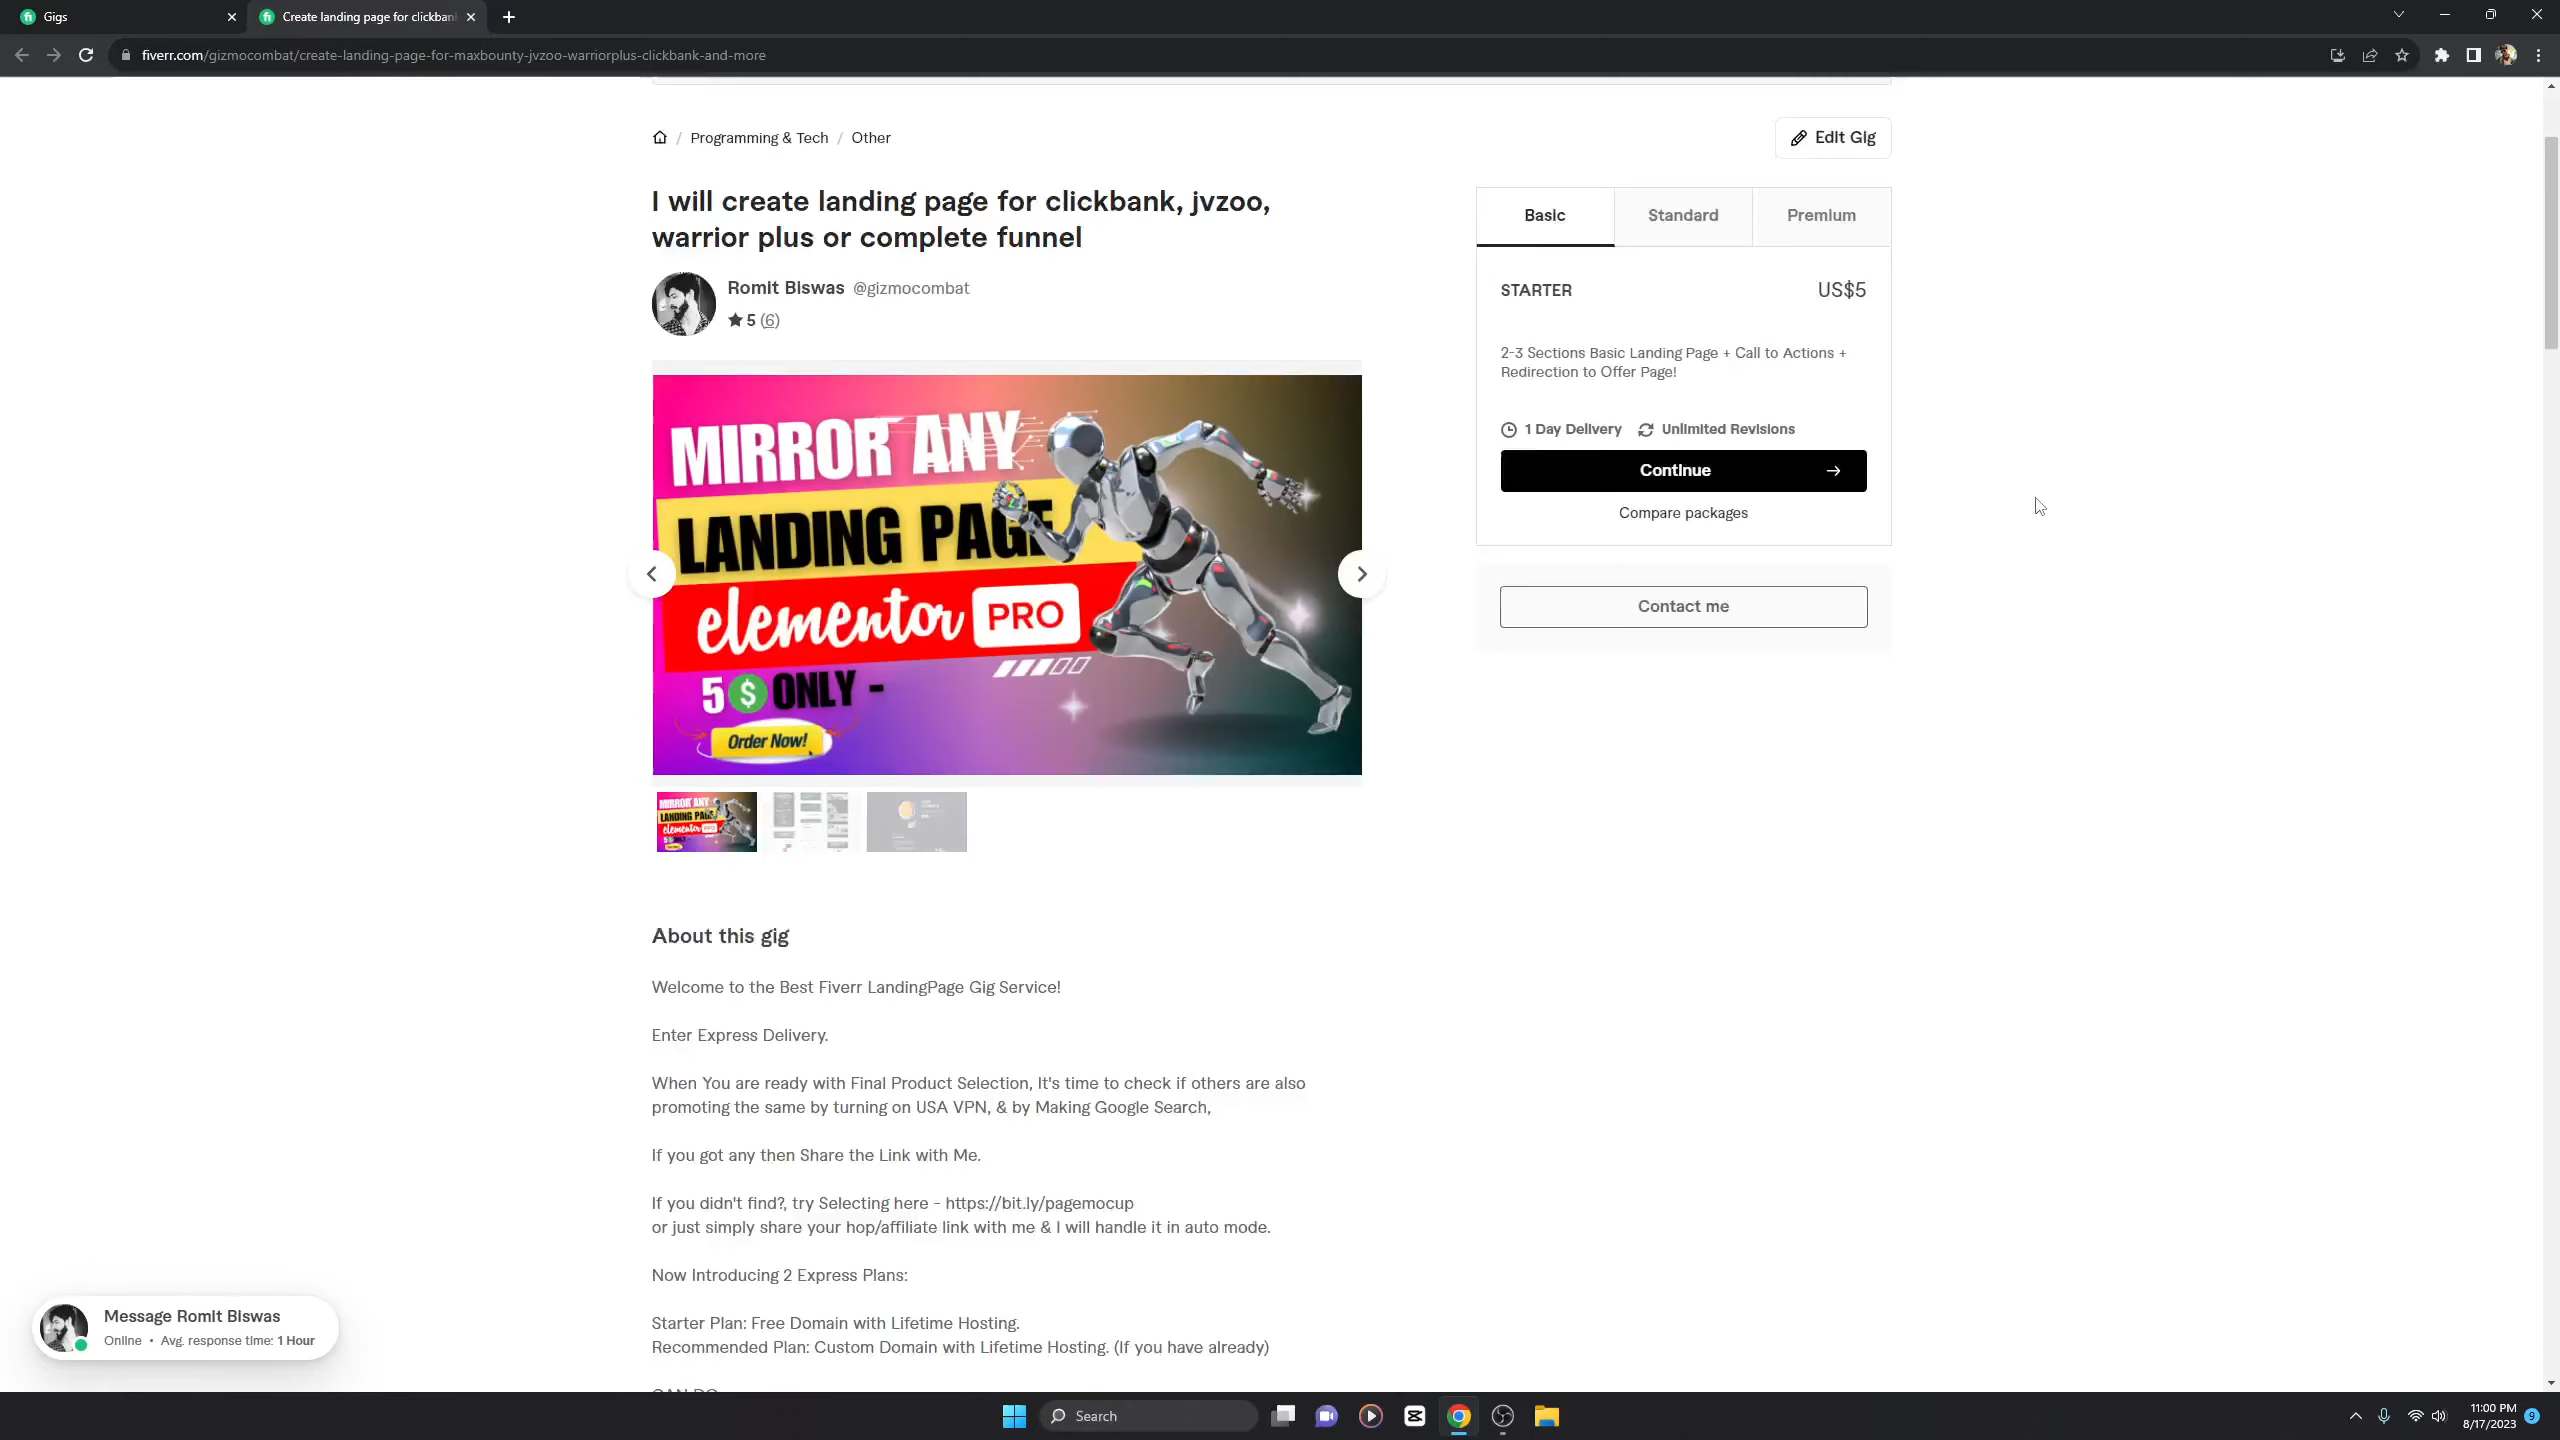 Gigs
Create landing page for clickban
fiverr.com/gizmocombat/create-landing-page-for-maxbounty-jvzoo-warriorplus-clickbank-and-more
/ Programming & Tech / Other
Edit Gig
I will create landing page for clickbank, jvzoo,
warrior plus or complete funnel
Romit Biswas @gizmocombat
5 (6)
MIRROR ANY
LANDING PAGE
elementor PRO
5 $ ONLY -
Order Now!
Basic
Standard
Premium
STARTER
US$5
2-3 Sections Basic Landing Page + Call to Actions +
Redirection to Offer Page!
1 Day Delivery
Unlimited Revisions
Continue
Compare packages
Contact me
MIRROR ANY
LANDING PAGE
elementor PRO
About this gig
Welcome to the Best Fiverr LandingPage Gig Service!
Enter Express Delivery.
When You are ready with Final Product Selection, It's time to check if others are also
promoting the same by turning on USA VPN, & by Making Google Search,
If you got any then Share the Link with Me.
If you didn't find?, try Selecting here - https://bit.ly/pagemocup
or just simply share your hop/affiliate link with me & I will handle it in auto mode.
Now Introducing 2 Express Plans:
Starter Plan: Free Domain with Lifetime Hosting.
Recommended Plan: Custom Domain with Lifetime Hosting. (If you have already)
CAN DO
Message Romit Biswas
Online • Avg. response time: 1 Hour
Search
11:00 PM
8/17/2023
9